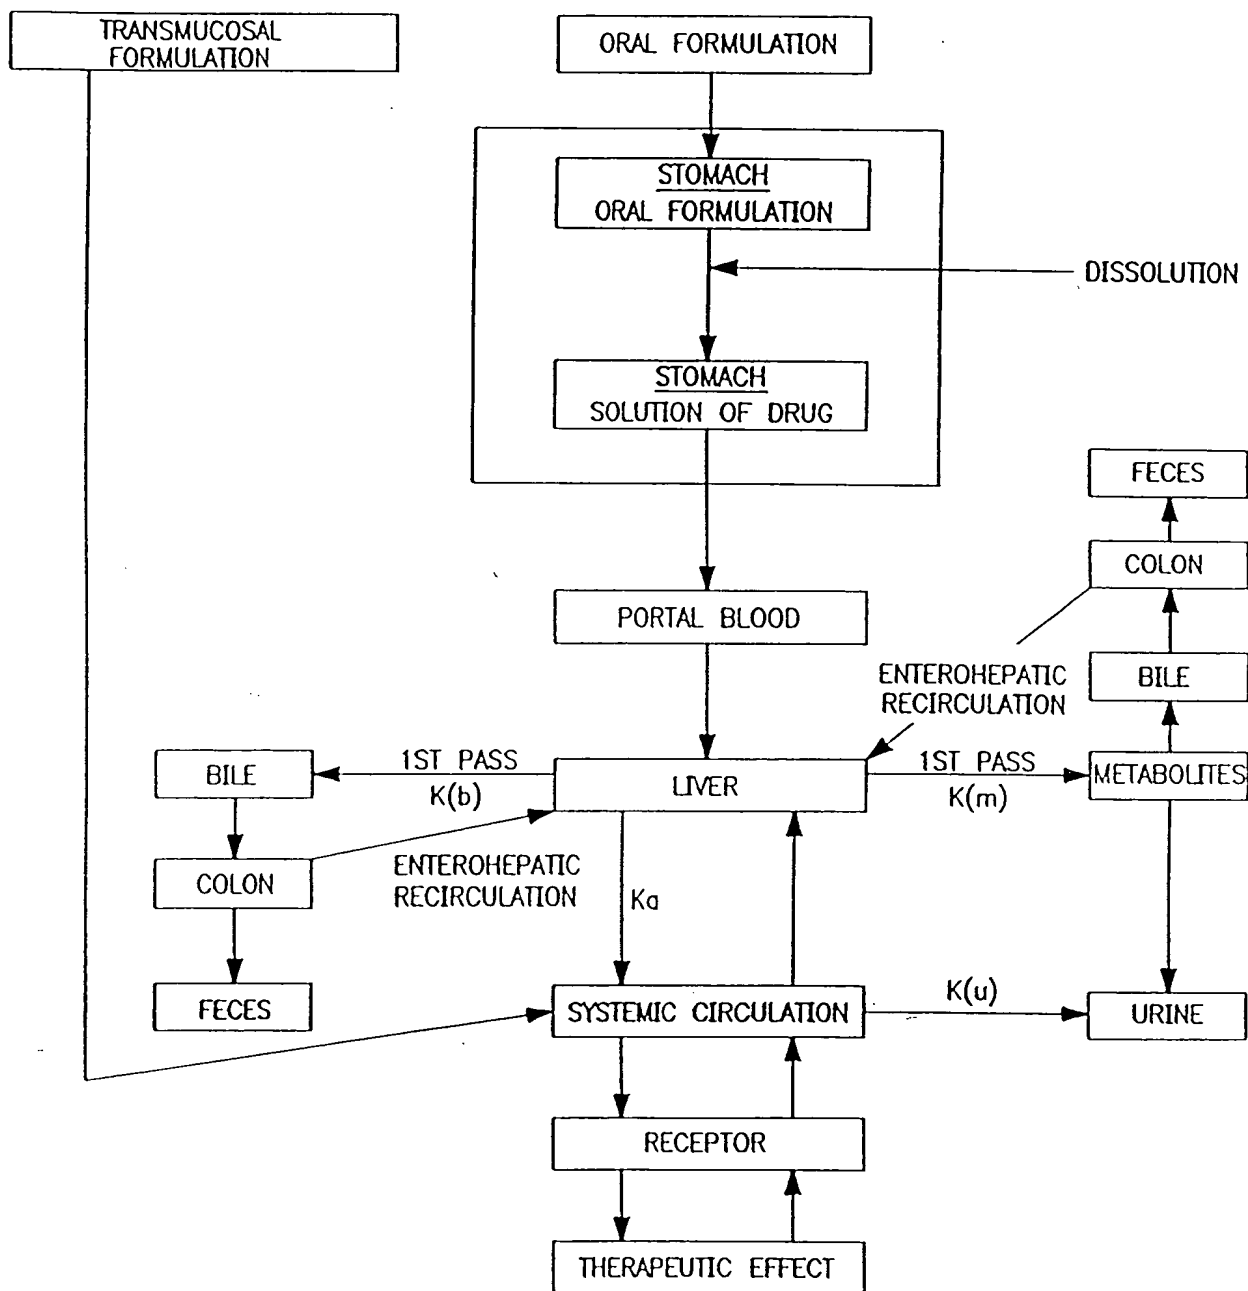 TRANSMUCOSAL
FORMULATION
ORAL FORMULATION
STOMACH
ORAL FORMULATION
DISSOLUTION
STOMACH
SOLUTION OF DRUG
FECES
COLON
PORTAL BLOOD
ENTEROHEPATIC
RECIRCULATION
BILE
BILE
1ST PASS
K(b)
LIVER
1ST PASS
K(m)
METABOLITES
COLON
ENTEROHEPATIC
RECIRCULATION
Ka
FECES
SYSTEMIC CIRCULATION
K(u)
URINE
RECEPTOR
THERAPEUTIC EFFECT